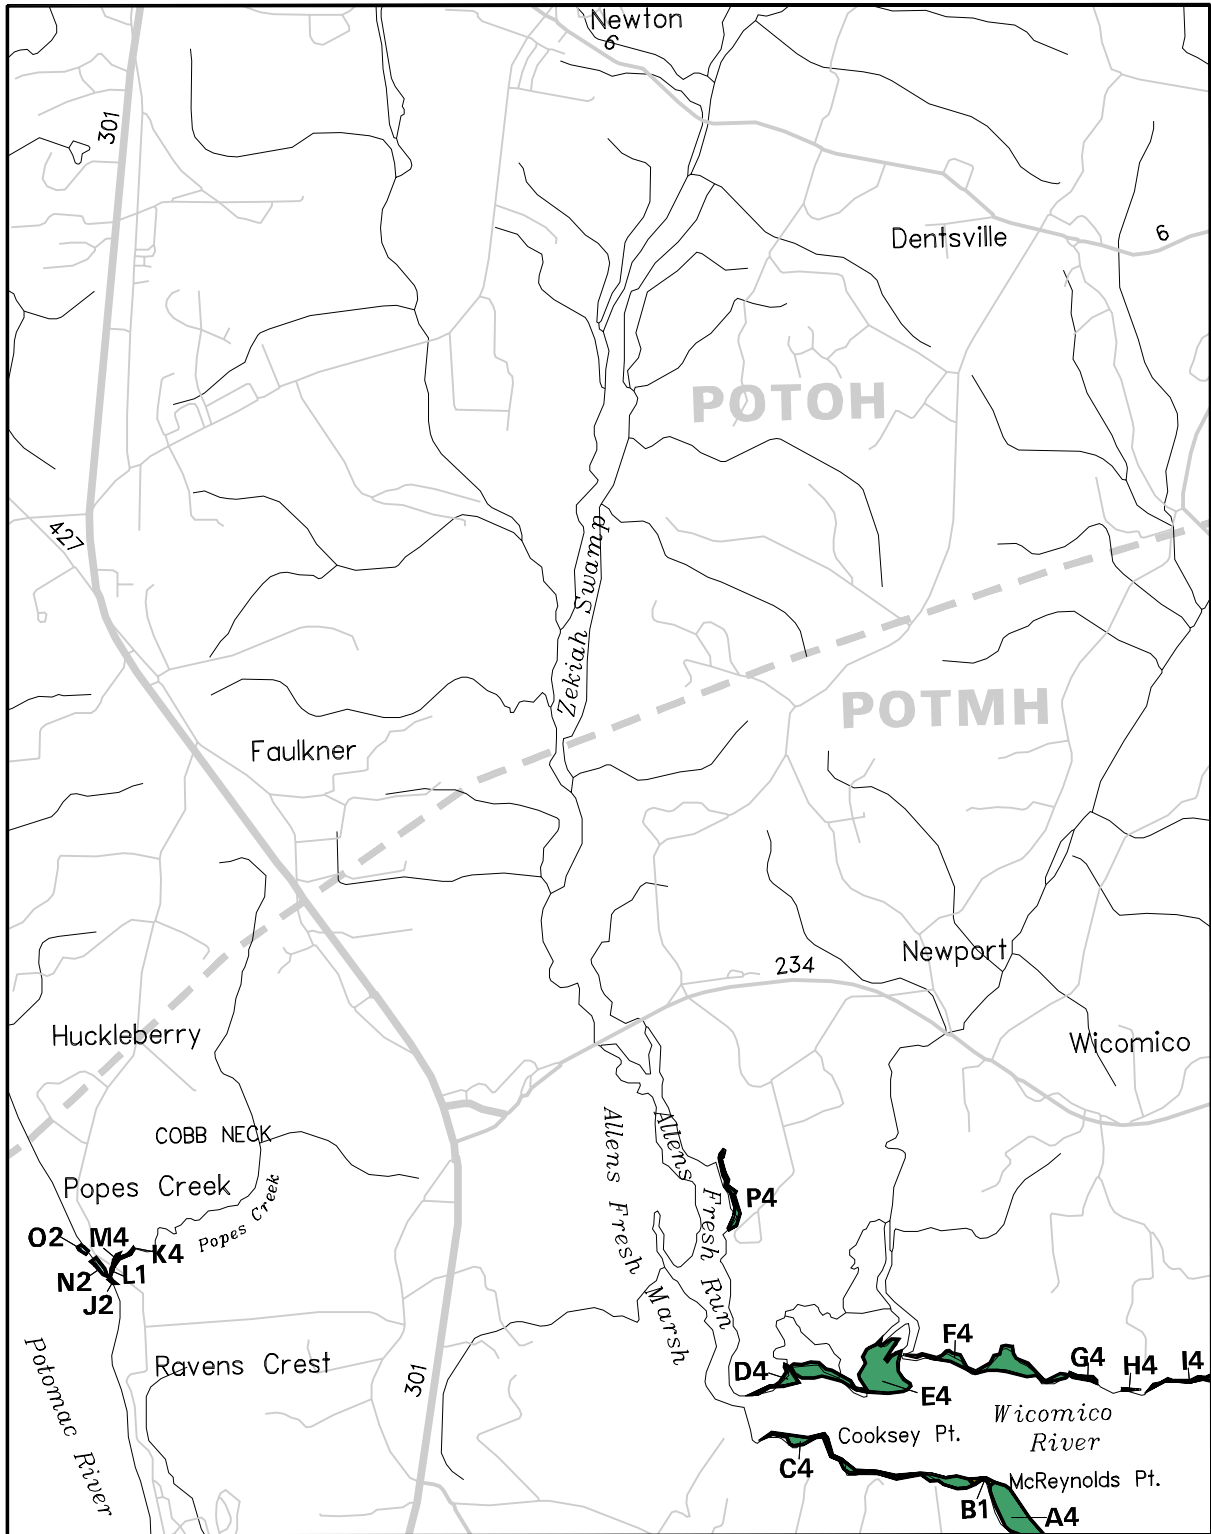 Newton
6
301
Dentsville
6
POTOH
427
Zekiah Swamp
POTMH
Faulkner
Newport
234
Huckleberry
Wicomico
COBB NECK
Allens Fresh Marsh
Allens Fresh Run
Popes Creek
Popes Creek
P4
O2
M4
K4
N2
L1
J2
Potomac River
Ravens Crest
301
F4
D4
G4
H4
I4
E4
Wicomico
River
Cooksey Pt.
C4
McReynolds Pt.
B1
A4